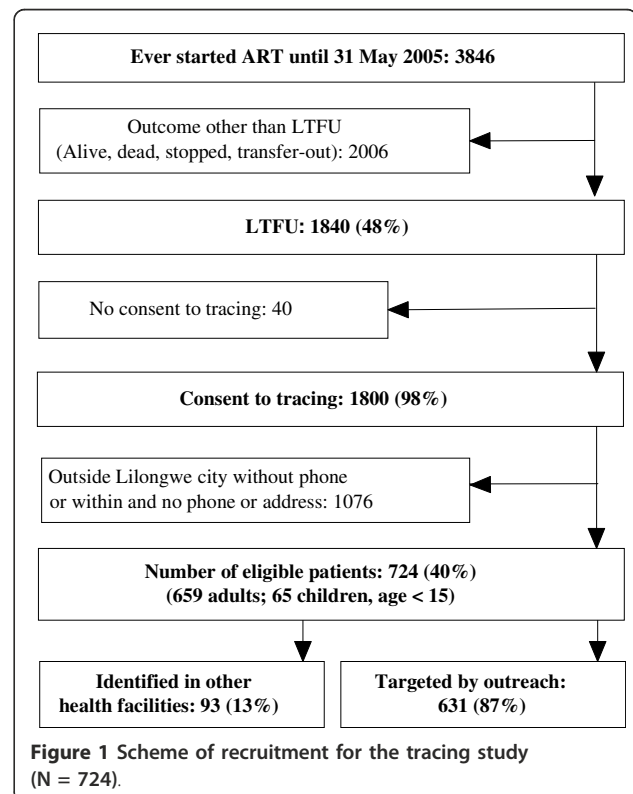 Ever started ART until 31 May 2005: 3846
Outcome other than LTFU
(Alive, dead, stopped, transfer-out): 2006
LTFU: 1840 (48%)
No consent to tracing: 40
Consent to tracing: 1800 (98%)
Outside Lilongwe city without phone
or within and no phone or address: 1076
Number of eligible patients: 724 (40%)
(659 adults; 65 children, age < 15)
Identified in other
health facilities: 93 (13%)
Targeted by outreach:
631 (87%)
Figure 1 Scheme of recruitment for the tracing study
(N = 724).